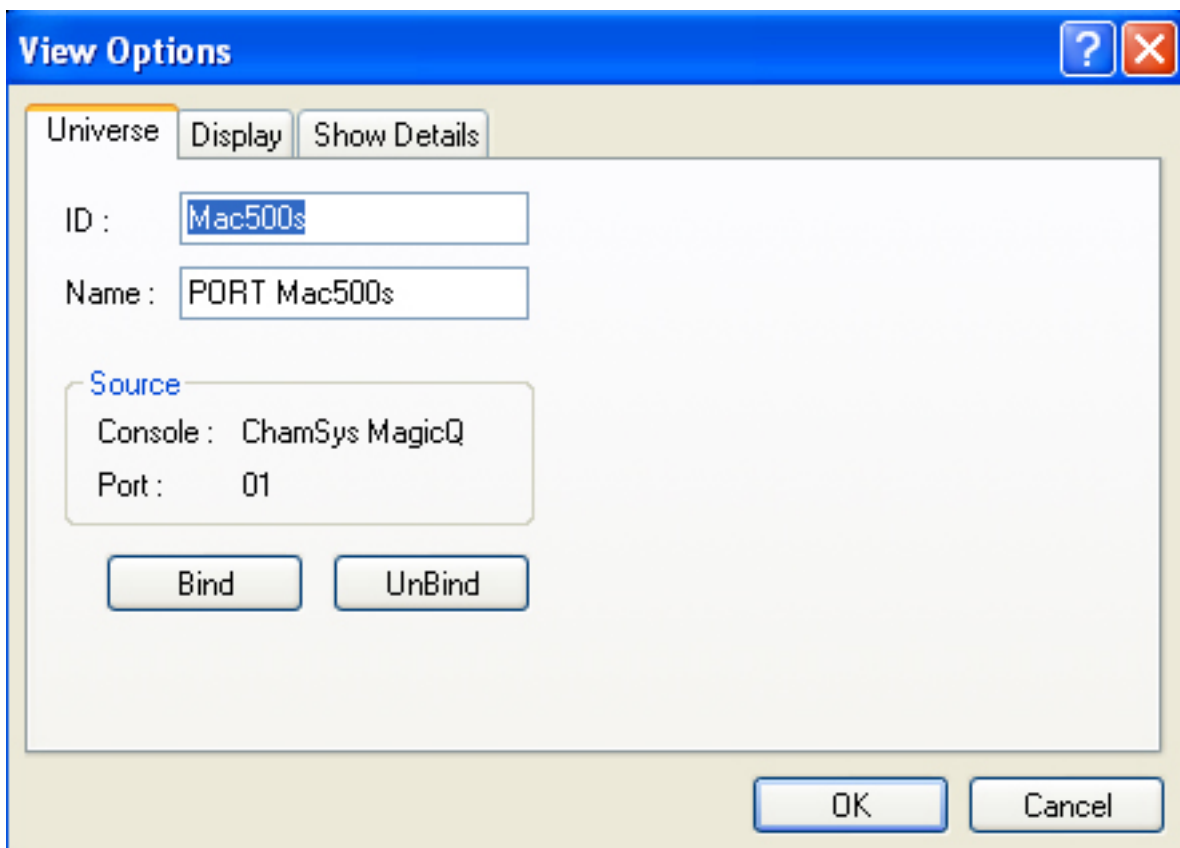 View Options
?
Universe Display Show Details
ID : Mac500s
Name : PORT Mac500s
Source
Console : ChamSys MagicQ
Port : 01
Bind UnBind
OK Cancel